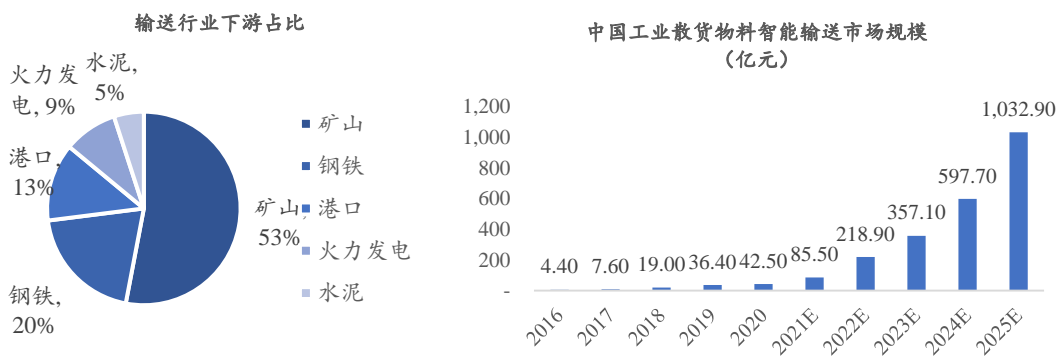 输送行业下游占比
水泥,
5%
火力发
电, 9%
港口,
13%
钢铁,
20%
矿山,
53%
矿山
钢铁
港口
火力发电
水泥
中国工业散货物料智能输送市场规模
（亿元）
1,200
1,000
800
600
400
200
-
4.40
7.60
19.00
36.40
42.50
85.50
218.90
357.10
597.70
1,032.90
2016
2017
2018
2019
2020
2021E
2022E
2023E
2024E
2025E